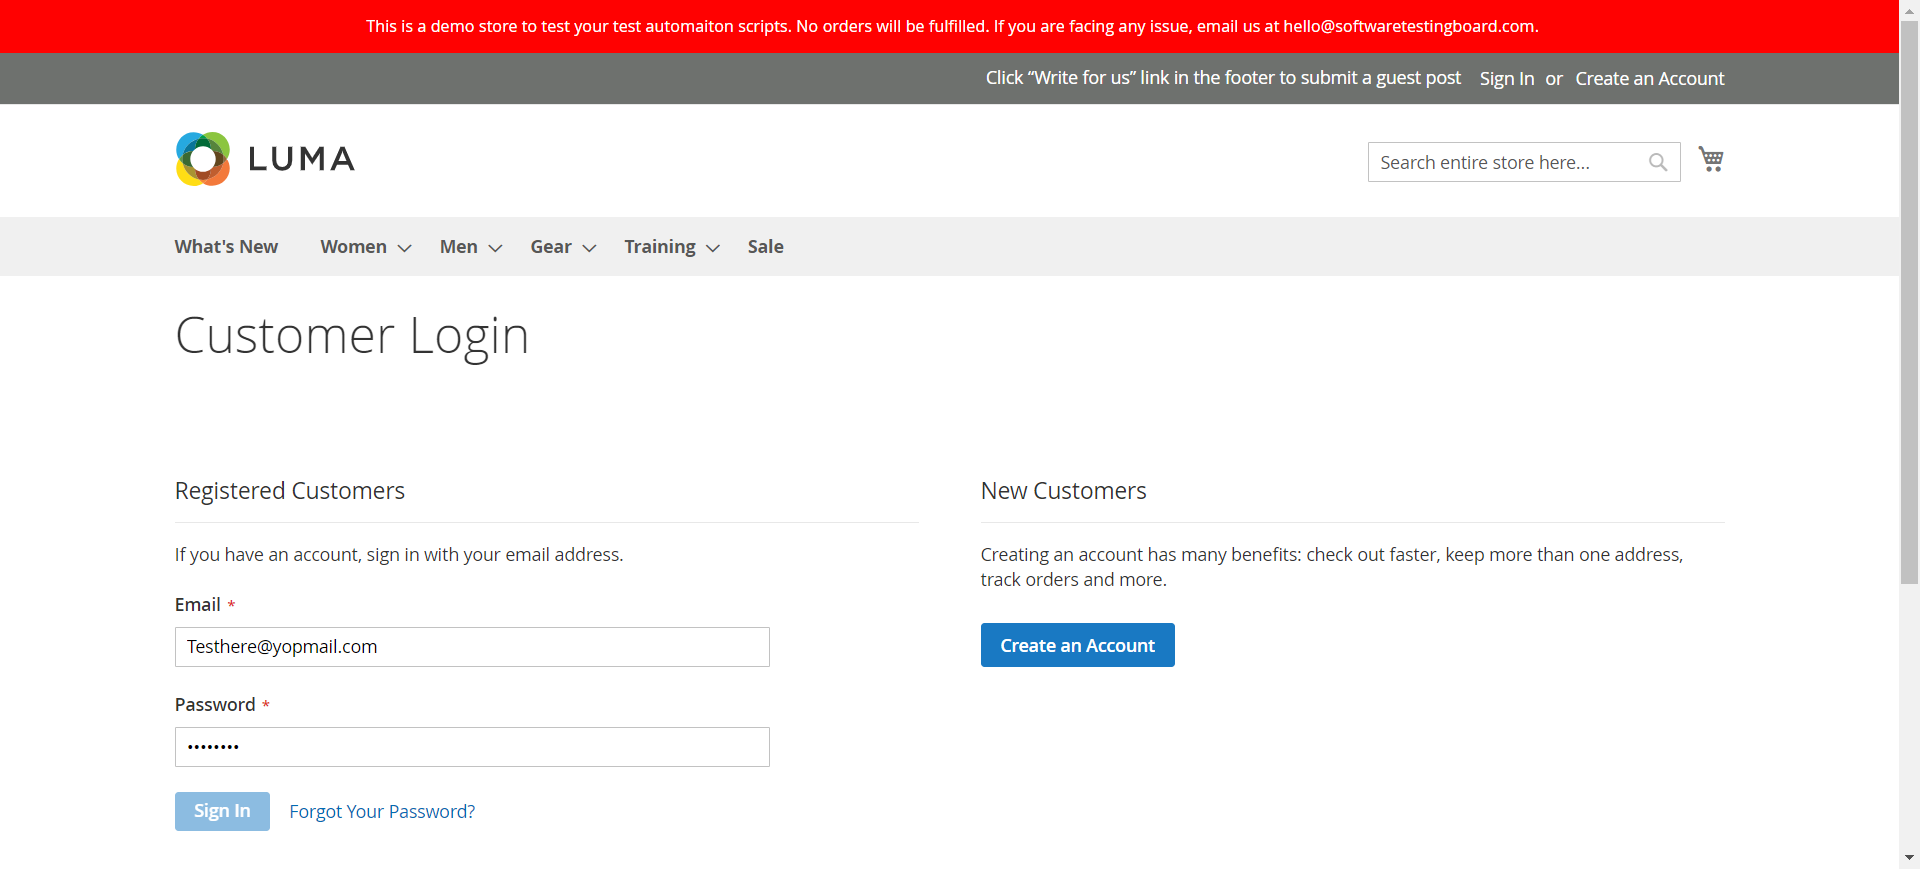 This is a demo store to test your test automaiton scripts. No orders will be fulfilled. If you are facing any issue, email us at hello@softwaretestingboard.com.
Click “Write for us” link in the footer to submit a guest post Sign In or Create an Account
LUMA
Search entire store here...
What's New Women Men Gear Training Sale
Customer Login
Registered Customers
If you have an account, sign in with your email address.
Email *
Testhere@yopmail.com
Password *
••••••••
Sign In Forgot Your Password?
New Customers
Creating an account has many benefits: check out faster, keep more than one address,
track orders and more.
Create an Account